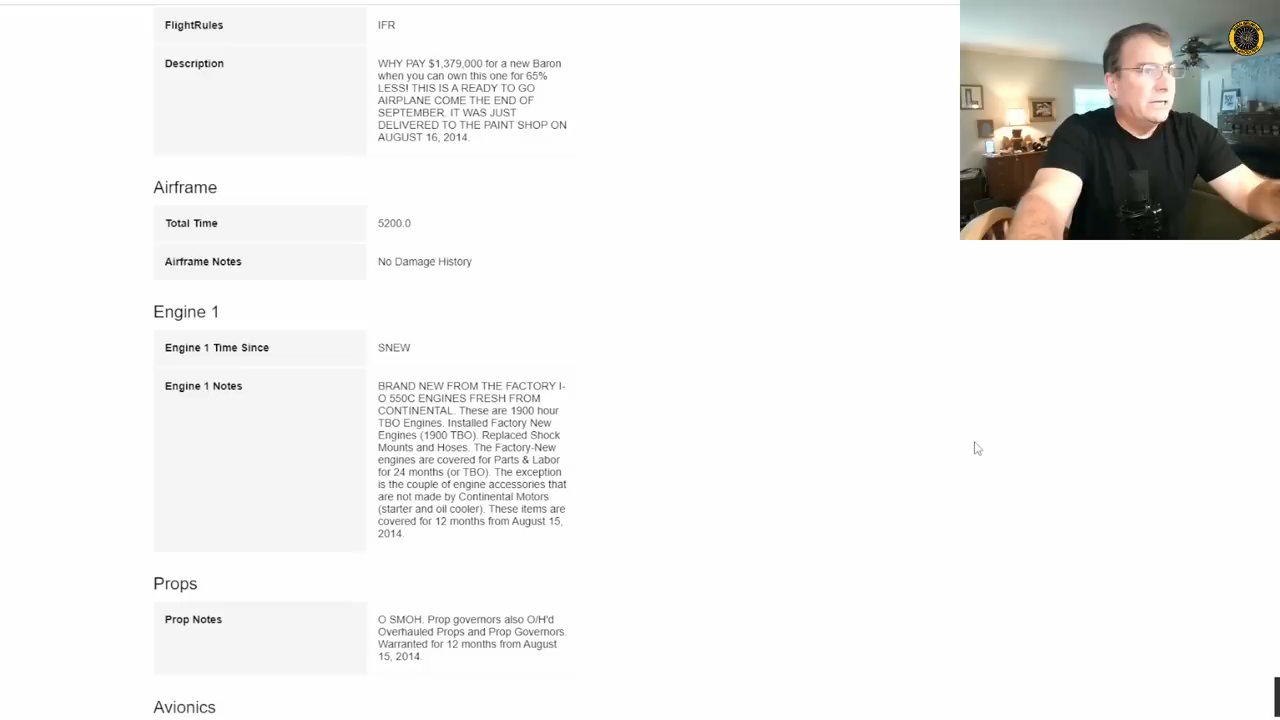 FlightRules
IFR
Description
WHY PAY $1,379,000 for a new Baron
when you can own this one for 65%
LESS! THIS IS A READY TO GO
AIRPLANE COME THE END OF
SEPTEMBER. IT WAS JUST
DELIVERED TO THE PAINT SHOP ON
AUGUST 16, 2014.
Airframe
Total Time
5200.0
Airframe Notes
No Damage History
Engine 1
Engine 1 Time Since
SNEW
Engine 1 Notes
BRAND NEW FROM THE FACTORY I-
O 550C ENGINES FRESH FROM
CONTINENTAL. These are 1900 hour
TBO Engines. Installed Factory New
Engines (1900 TBO). Replaced Shock
Mounts and Hoses. The Factory-New
engines are covered for Parts & Labor
for 24 months (or TBO). The exception
is the couple of engine accessories that
are not made by Continental Motors
(starter and oil cooler). These items are
covered for 12 months from August 15,
2014.
Props
Prop Notes
O SMOH. Prop governors also O/H'd
Overhauled Props and Prop Governors.
Warranted for 12 months from August
15, 2014.
Avionics